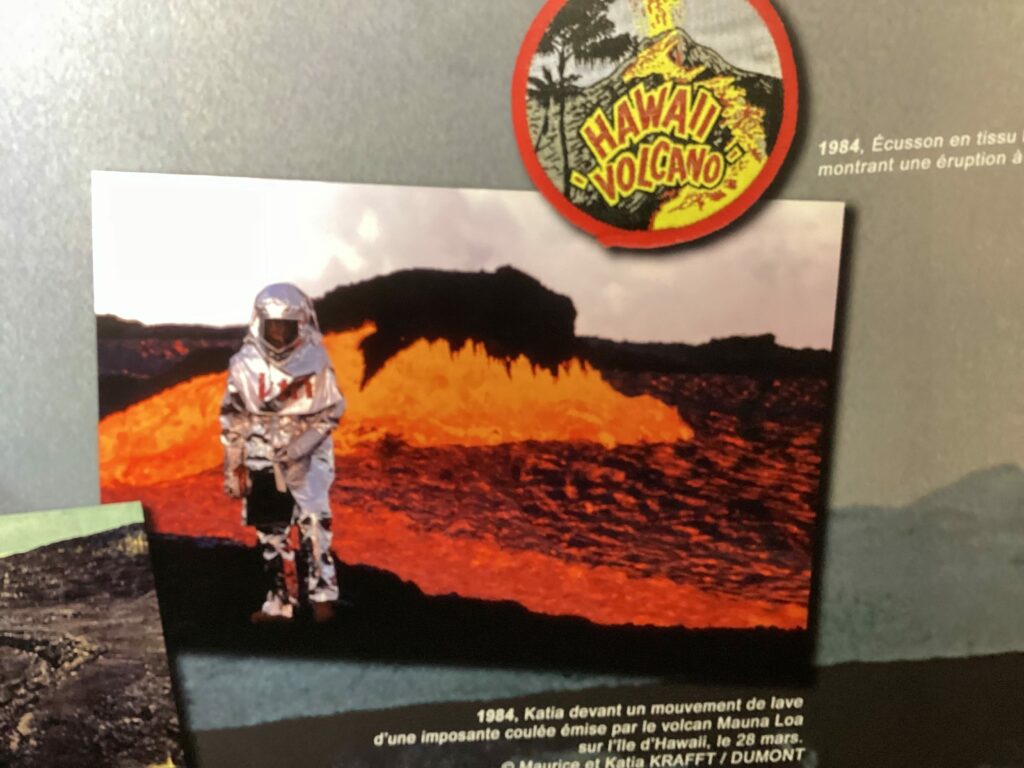 HAWAII
VOLCANO
1984, Écusson en tissu
montrant une éruption à
1984, Katia devant un mouvement de lave
d'une imposante coulée émise par le volcan Mauna Loa
sur l'île d'Hawaii, le 28 mars.
© Maurice et Katia KRAFFT / DUMONT